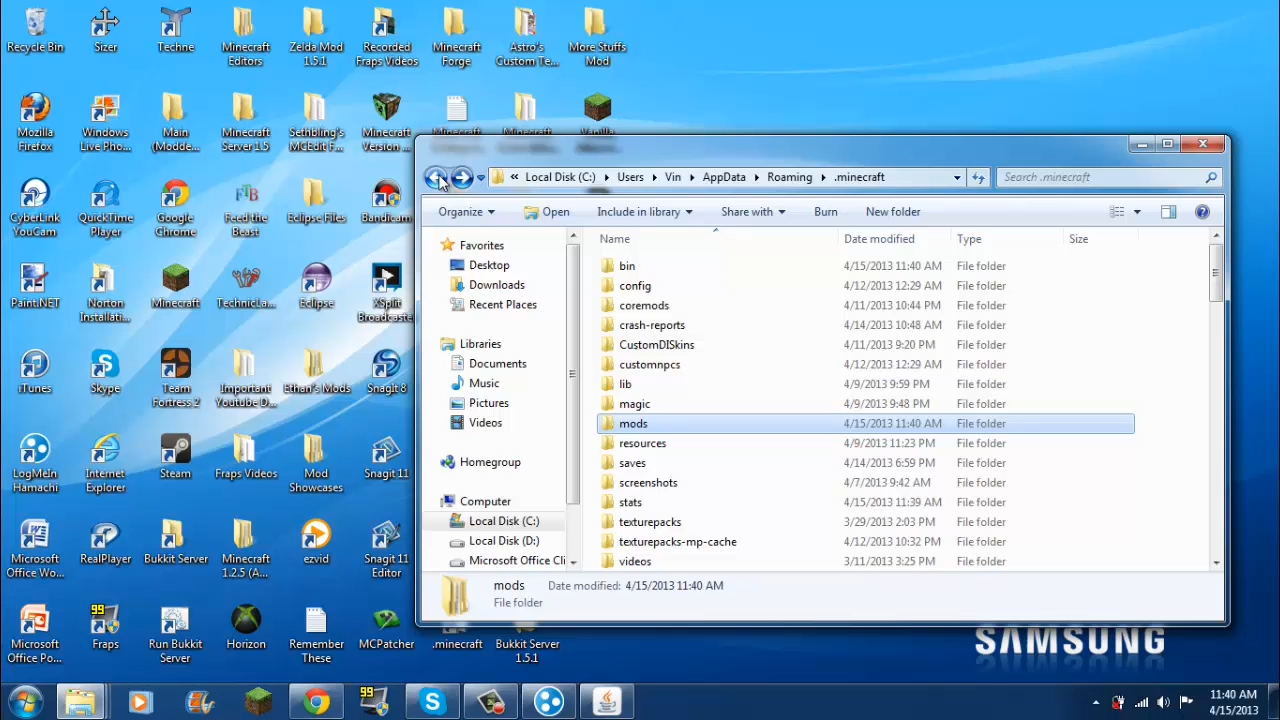 Recycle Bin
Sizer
Techne
Minecraft
Editors
Zelda Mod
1.5.1
Recorded
Fraps Videos
Minecraft
Forge
Astro's
Custom Te...
More Stuffs
Mod
Mozilla
Firefox
Windows
Live Pho...
Main
(Modde...
Minecraft
Server 1.5
Sethbling's
MCEdit F...
Minecraft
Version ...
CyberLink
YouCam
QuickTime
Player
Google
Chrome
Feed the
Beast
Eclipse Files
Bandicam
Paint.NET
Norton
Installati...
Minecraft
TechnicLa...
Eclipse
XSplit
Broadcaste
iTunes
Skype
Team
Fortress 2
Important
Youtube D...
Ethan's Mods
SnagIt 8
LogMeIn
Hamachi
Internet
Explorer
Steam
Fraps Videos
Mod
Showcases
Snagit 11
Microsoft
Office Wo...
RealPlayer
Bukkit Server
Minecraft
1.2.5 (A...
ezvid
Snagit 11
Editor
Microsoft
Office Po...
99
Fraps
Run Bukkit
Server
Horizon
Remember
These
MCPatcher
.minecraft
Bukkit Server
1.5.1
« Local Disk (C:) Users Vin AppData Roaming .minecraft
Search .minecraft
Organize Open Include in library Share with Burn New folder
Favorites
Desktop
Downloads
Recent Places
Libraries
Documents
Music
Pictures
Videos
Homegroup
Computer
Local Disk (C:)
Local Disk (D:)
Microsoft Office Cli
Name Date modified Type Size
bin 4/15/2013 11:40 AM File folder
config 4/12/2013 12:29 AM File folder
coremods 4/11/2013 10:44 PM File folder
crash-reports 4/14/2013 10:48 AM File folder
CustomDISkins 4/11/2013 9:20 PM File folder
customnpcs 4/12/2013 12:29 AM File folder
lib 4/9/2013 9:59 PM File folder
magic 4/9/2013 9:48 PM File folder
mods 4/15/2013 11:40 AM File folder
resources 4/9/2013 11:23 PM File folder
saves 4/14/2013 6:59 PM File folder
screenshots 4/7/2013 9:42 AM File folder
stats 4/15/2013 11:39 AM File folder
texturepacks 3/29/2013 2:03 PM File folder
texturepacks-mp-cache 4/12/2013 10:32 PM File folder
videos 3/11/2013 3:25 PM File folder
mods Date modified: 4/15/2013 11:40 AM
File folder
SAMSUNG
99
11:40 AM
4/15/2013